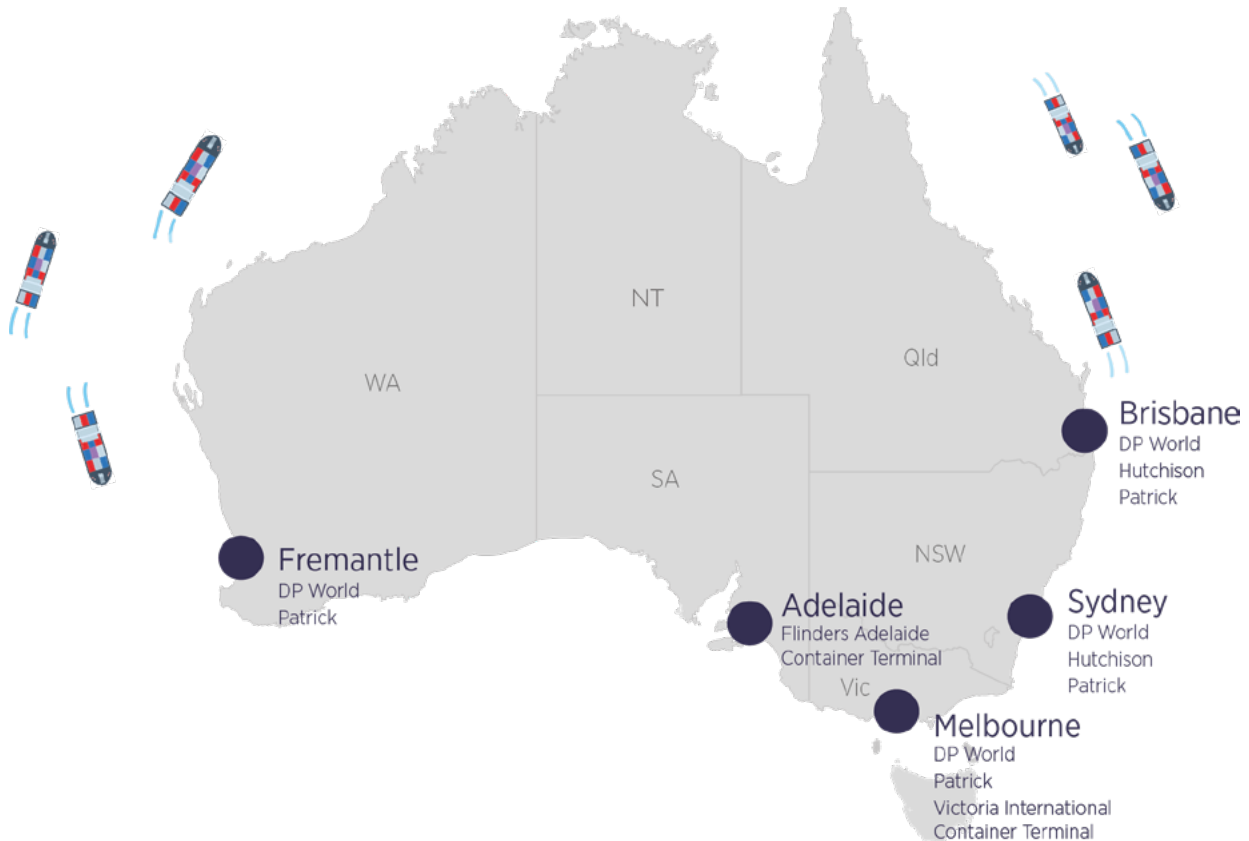 NT
Qld
WA
Brisbane
DP World
Hutchison
Patrick
SA
NSW
Fremantle
DP World
Patrick
Adelaide
Flinders Adelaide
Container Terminal
Sydney
DP World
Hutchison
Patrick
Vic
Melbourne
DP World
Patrick
Victoria International
Container Terminal